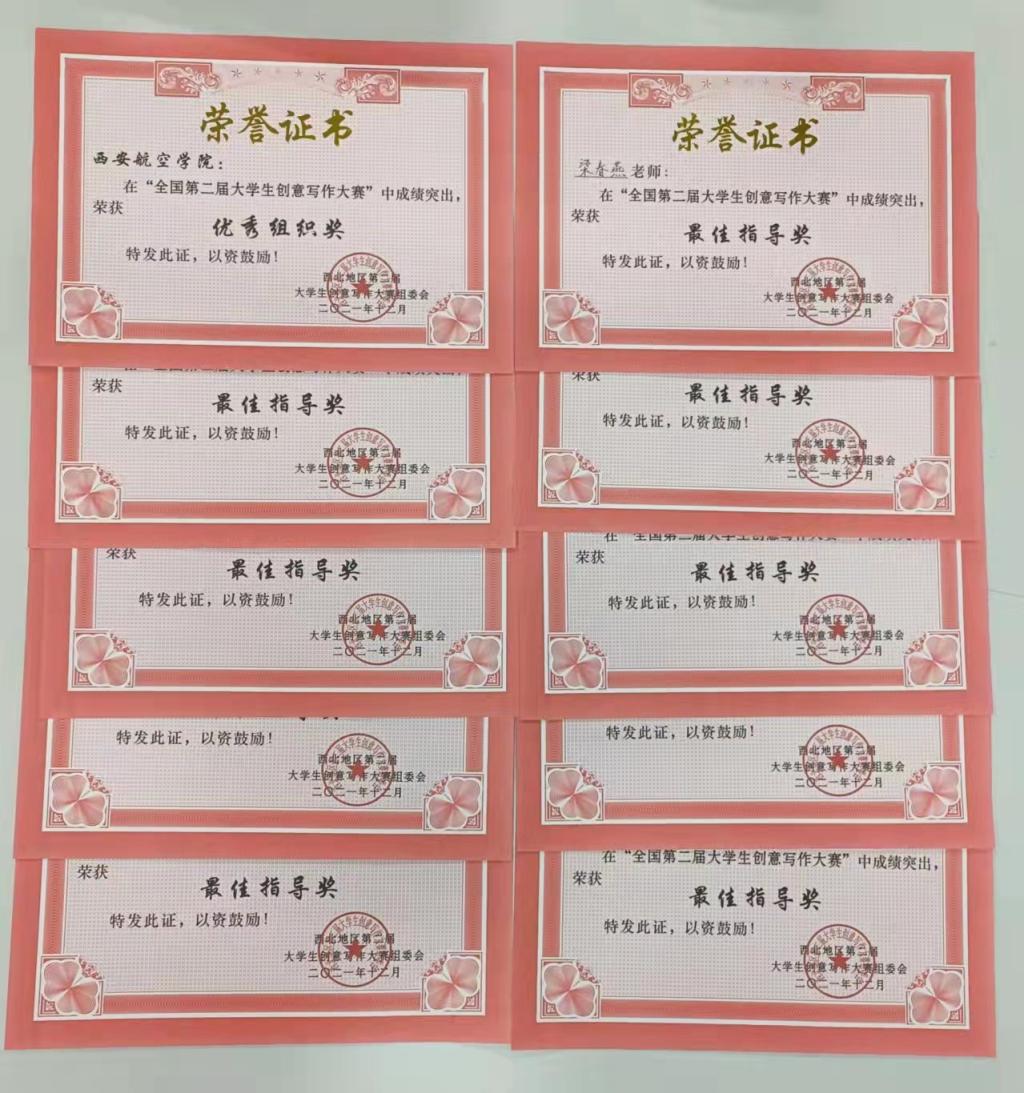 荣誉证书
西安航空学院：
在“全国第二届大学生创意写作大赛”中成绩突出，
荣获
优秀组织奖
特发此证，以资鼓励！
西北地区第二届
大学生创意写作大赛组委会
二〇二一年十二月
荣誉证书
梁春燕老师：
在“全国第二届大学生创意写作大赛”中成绩突出，
荣获
最佳指导奖
特发此证，以资鼓励！
西北地区第二届
大学生创意写作大赛组委会
二〇二一年十二月
荣获
最佳指导奖
特发此证，以资鼓励！
西北地区第二届
大学生创意写作大赛组委会
二〇二一年十二月
荣获
最佳指导奖
特发此证，以资鼓励！
西北地区第二届
大学生创意写作大赛组委会
二〇二一年十二月
荣获
最佳指导奖
特发此证，以资鼓励！
西北地区第二届
大学生创意写作大赛组委会
二〇二一年十二月
在“全国第二届大学生创意写作大赛”中成绩突出，
荣获
最佳指导奖
特发此证，以资鼓励！
西北地区第二届
大学生创意写作大赛组委会
二〇二一年十二月
特发此证，以资鼓励！
西北地区第二届
大学生创意写作大赛组委会
二〇二一年十二月
特发此证，以资鼓励！
西北地区第二届
大学生创意写作大赛组委会
二〇二一年十二月
荣获
最佳指导奖
特发此证，以资鼓励！
西北地区第二届
大学生创意写作大赛组委会
二〇二一年十二月
在“全国第二届大学生创意写作大赛”中成绩突出，
荣获
最佳指导奖
特发此证，以资鼓励！
西北地区第二届
大学生创意写作大赛组委会
二〇二一年十二月